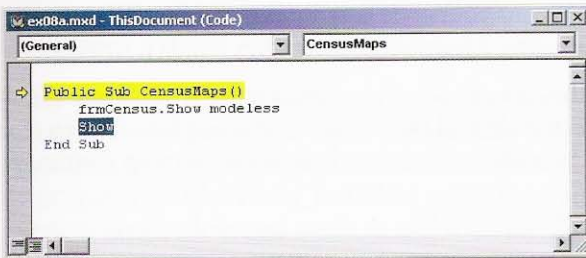 ex08a.mxd - ThisDocument (Code)
(General) CensusMaps
Public Sub CensusMaps()
frmCensus.Show modeless
Show
End Sub